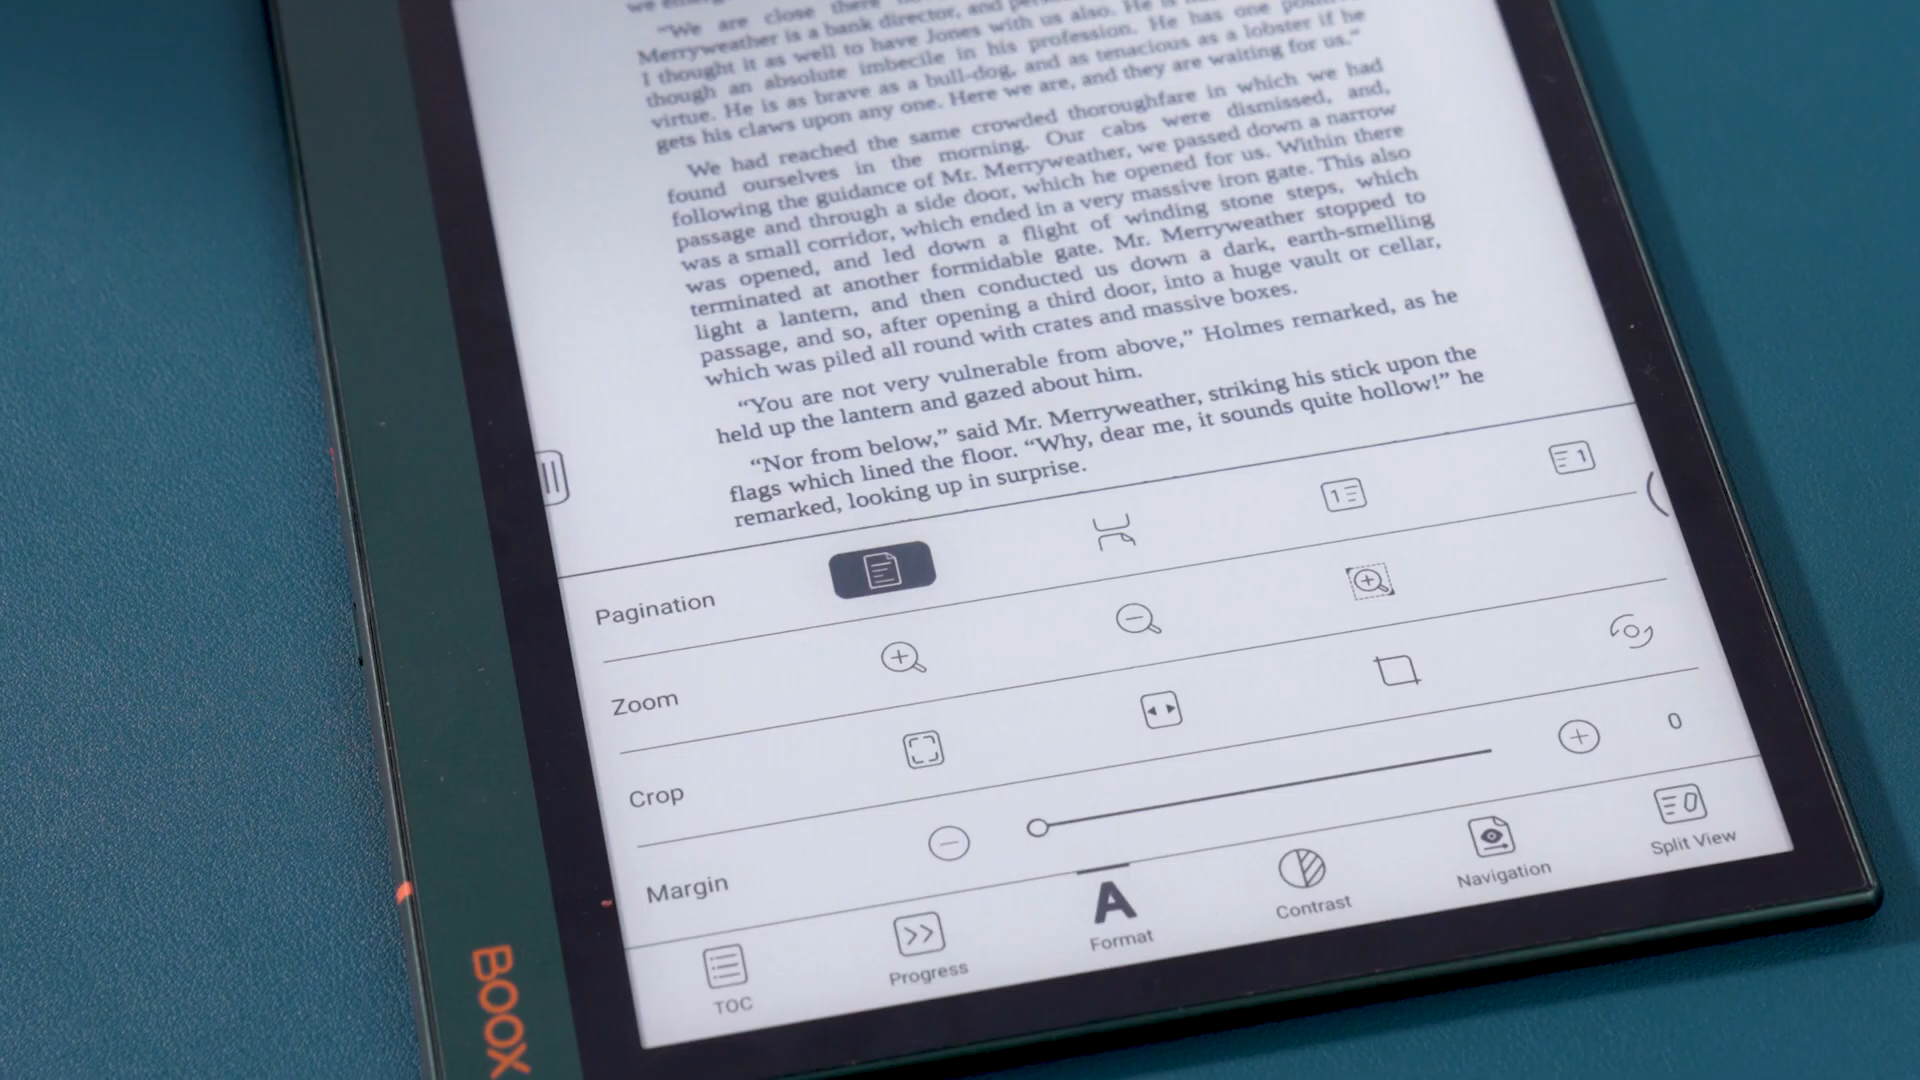 "We are close there
Merryweather is a bank director, and
I thought it as well to have Jones with us also. He is
though an absolute imbecile in his profession. He has one
virtue. He is as brave as a bull-dog, and as tenacious as a lobster if he
gets his claws upon any one. Here we are, and they are waiting for us."
We had reached the same crowded thoroughfare in which we had
found ourselves in the morning. Our cabs were dismissed, and,
following the guidance of Mr. Merryweather, we passed down a narrow
passage and through a side door, which he opened for us. Within there
was a small corridor, which ended in a very massive iron gate. This also
was opened, and led down a flight of winding stone steps, which
terminated at another formidable gate. Mr. Merryweather stopped to
light a lantern, and then conducted us down a dark, earth-smelling
passage, and so, after opening a third door, into a huge vault or cellar,
which was piled all round with crates and massive boxes.
“You are not very vulnerable from above,” Holmes remarked, as he
held up the lantern and gazed about him.
“Nor from below,” said Mr. Merryweather, striking his stick upon the
flags which lined the floor. “Why, dear me, it sounds quite hollow!” he
remarked, looking up in surprise.
Pagination 1 1
Zoom
Crop
Margin 0
TOC Progress Format Contrast Navigation Split View
BOOX